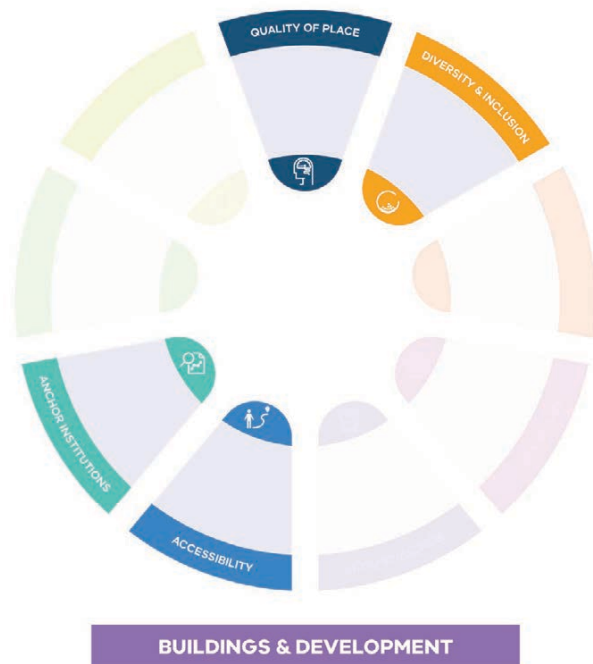 QUALITY OF PLACE
DIVERSITY & INCLUSION
ANCHOR INSTITUTIONS
ACCESSIBILITY
BUILDINGS & DEVELOPMENT